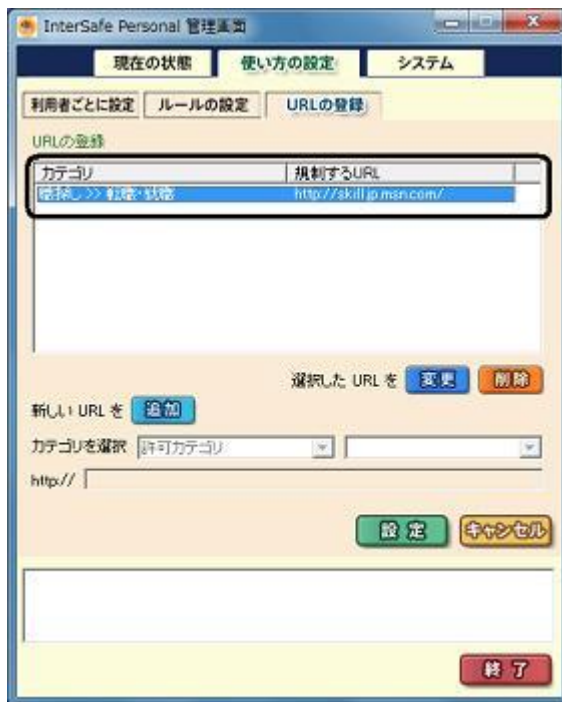 InterSafe Personal 管理画面
現在の状態 使い方の設定 システム
利用者ごとに設定 ルールの設定 URLの登録
URLの登録
カテゴリ 規制するURL
職探し >> 転職・就職 http://skill.jp.msn.com/
選択した URL を 変更 削除
新しい URL を 追加
カテゴリを選択 許可カテゴリ
http://
設定 キャンセル
終了